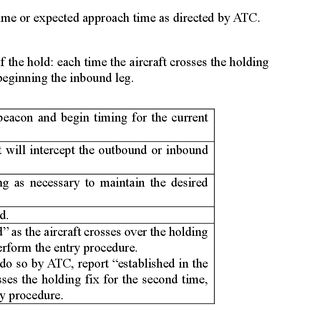 me or expected approach time as directed by ATC.
f the hold: each time the aircraft crosses the holding
beginning the inbound leg.
beacon and begin timing for the current
will intercept the outbound or inbound
ng as necessary to maintain the desired
d.
d” as the aircraft crosses over the holding
erform the entry procedure.
do so by ATC, report “established in the
sses the holding fix for the second time,
y procedure.